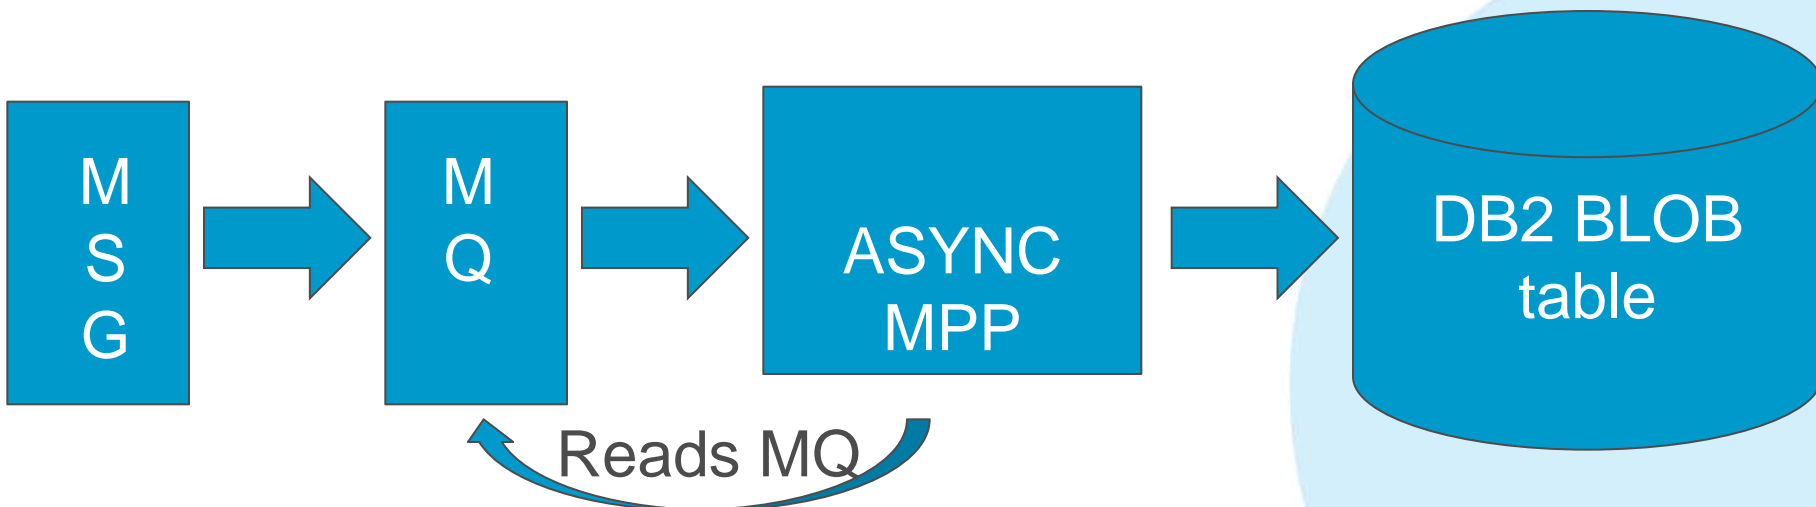 M
S
G
M
Q
ASYNC
MPP
DB2 BLOB
table
Reads MQ